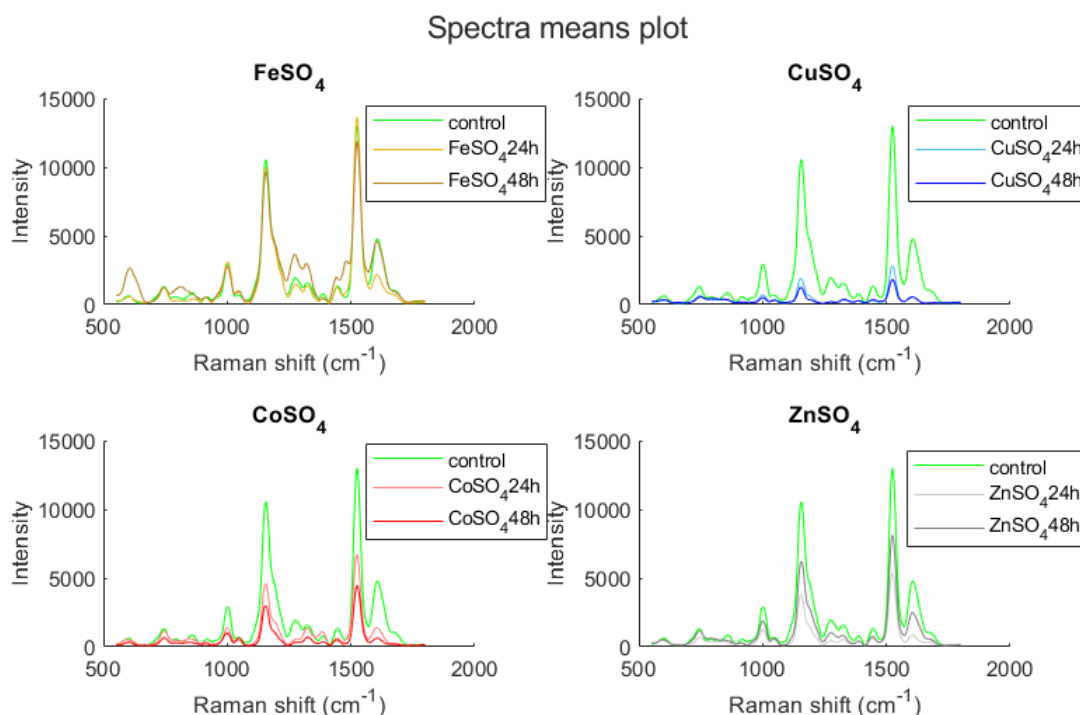 Spectra means plot
FeSO4
15000
10000
5000
0
500
1000
1500
2000
Intensity
Raman shift (cm-1)
control
FeSO424h
FeSO448h
CuSO4
15000
10000
5000
0
500
1000
1500
2000
Intensity
Raman shift (cm-1)
control
CuSO424h
CuSO448h
CoSO4
15000
10000
5000
0
500
1000
1500
2000
Intensity
Raman shift (cm-1)
control
CoSO424h
CoSO448h
ZnSO4
15000
10000
5000
0
500
1000
1500
2000
Intensity
Raman shift (cm-1)
control
ZnSO424h
ZnSO448h